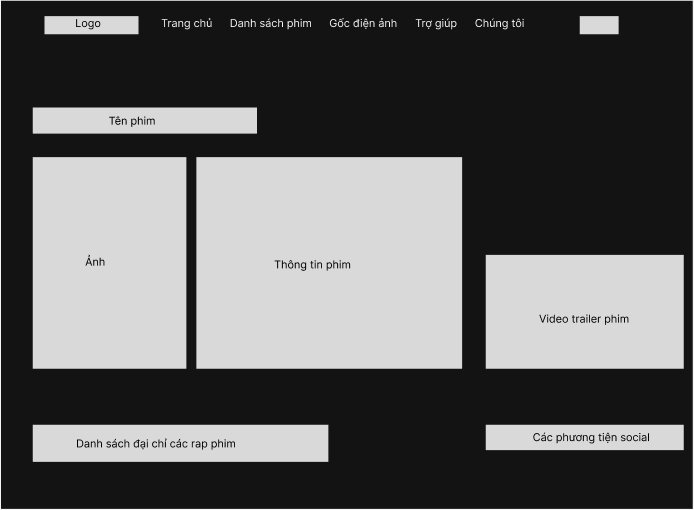 Logo
Trang chủ
Danh sách phim
Gốc điện ảnh
Trợ giúp
Chúng tôi
Tên phim
Ảnh
Thông tin phim
Video trailer phim
Danh sách đại chỉ các rap phim
Các phương tiện social